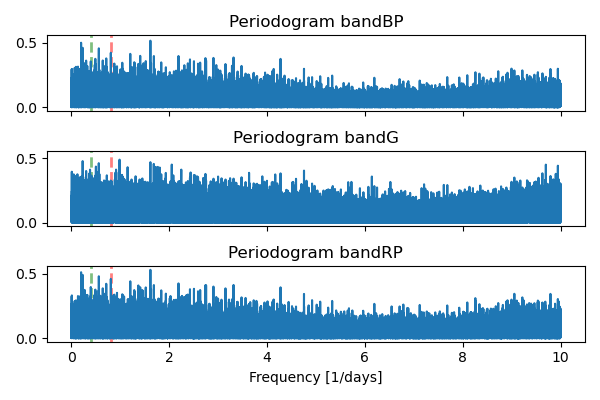 Periodogram bandBP
0.5
0.0
Periodogram bandG
0.5
0.0
Periodogram bandRP
0.5
0.0
0 2 4 6 8 10
Frequency [1/days]